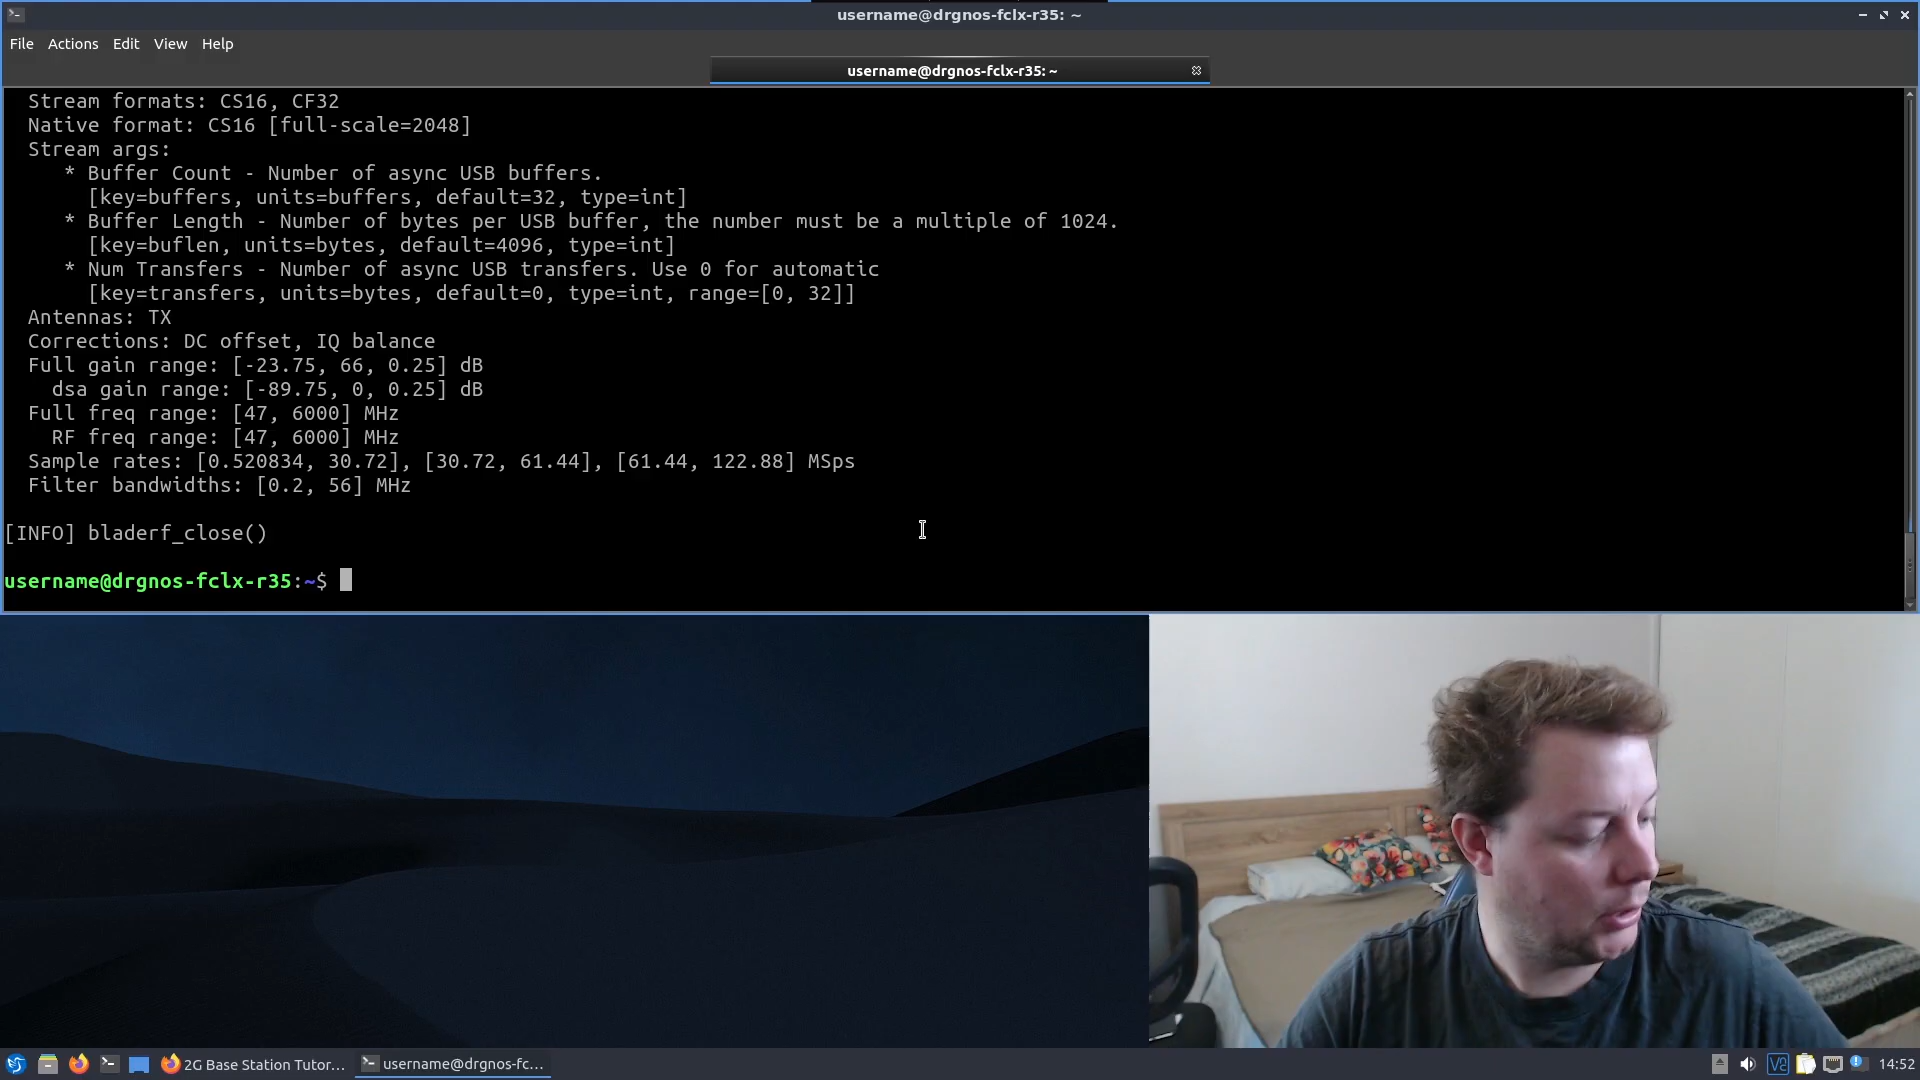 username@drgnos-fclx-r35: ~
File Actions Edit View Help
username@drgnos-fclx-r35: ~
Stream formats: CS16, CF32
Native format: CS16 [full-scale=2048]
Stream args:
* Buffer Count - Number of async USB buffers.
[key=buffers, units=buffers, default=32, type=int]
* Buffer Length - Number of bytes per USB buffer, the number must be a multiple of 1024.
[key=buflen, units=bytes, default=4096, type=int]
* Num Transfers - Number of async USB transfers. Use 0 for automatic
[key=transfers, units=bytes, default=0, type=int, range=[0, 32]]
Antennas: TX
Corrections: DC offset, IQ balance
Full gain range: [-23.75, 66, 0.25] dB
dsa gain range: [-89.75, 0, 0.25] dB
Full freq range: [47, 6000] MHz
RF freq range: [47, 6000] MHz
Sample rates: [0.520834, 30.72], [30.72, 61.44], [61.44, 122.88] MSps
Filter bandwidths: [0.2, 56] MHz
[INFO] bladerf_close()
username@drgnos-fclx-r35:~$
2G Base Station Tutor... username@drgnos-fc... 14:52